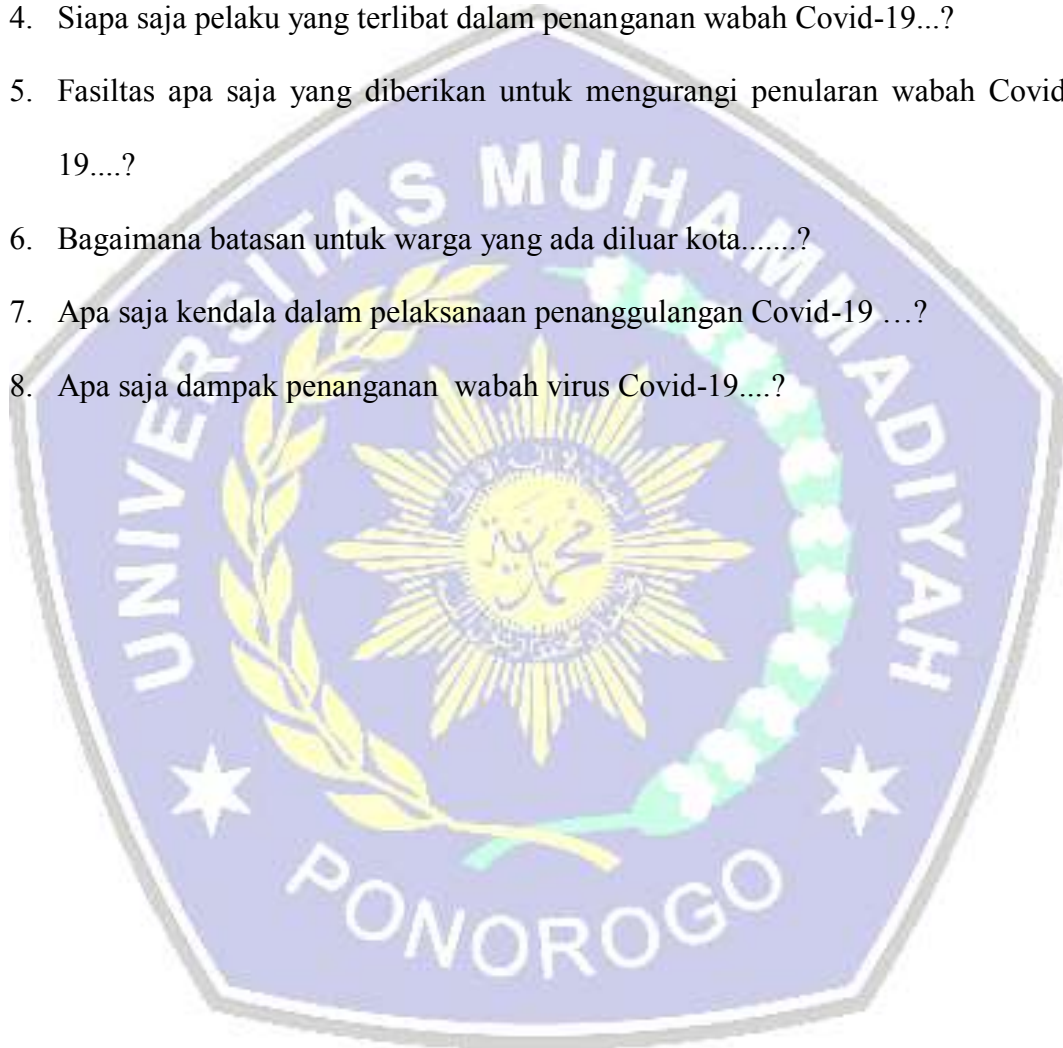 4. Siapa saja pelaku yang terlibat dalam penanganan wabah Covid-19...?
5. Fasiltas apa saja yang diberikan untuk mengurangi penularan wabah Covid
19....?
6. Bagaimana batasan untuk warga yang ada diluar kota.......?
7. Apa saja kendala dalam pelaksanaan penanggulangan Covid-19 …?
8. Apa saja dampak penanganan wabah virus Covid-19....?
UNIVERSITAS MUHAMMADIYAH
PONOROGO